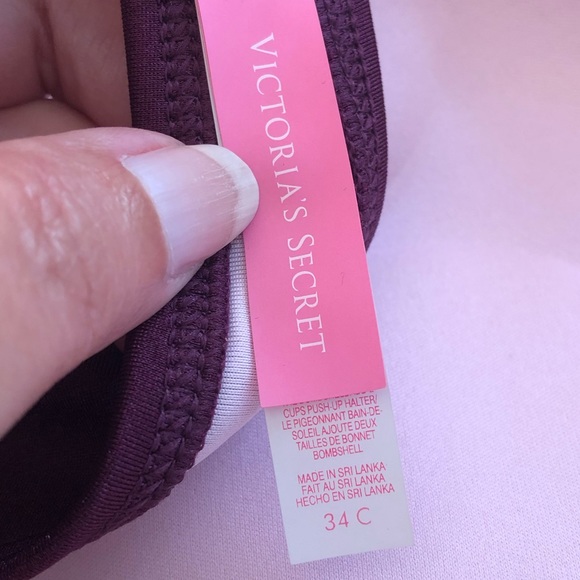 VICTORIA'S SECRET
CUPS PUSH-UP HALTER/
LE PIGEONNANT BAIN-DE-
SOLEIL AJOUTE DEUX
TAILLES DE BONNET
BOMBSHELL
MADE IN SRI LANKA
FAIT AU SRI LANKA
HECHO EN SRI LANKA
34 C